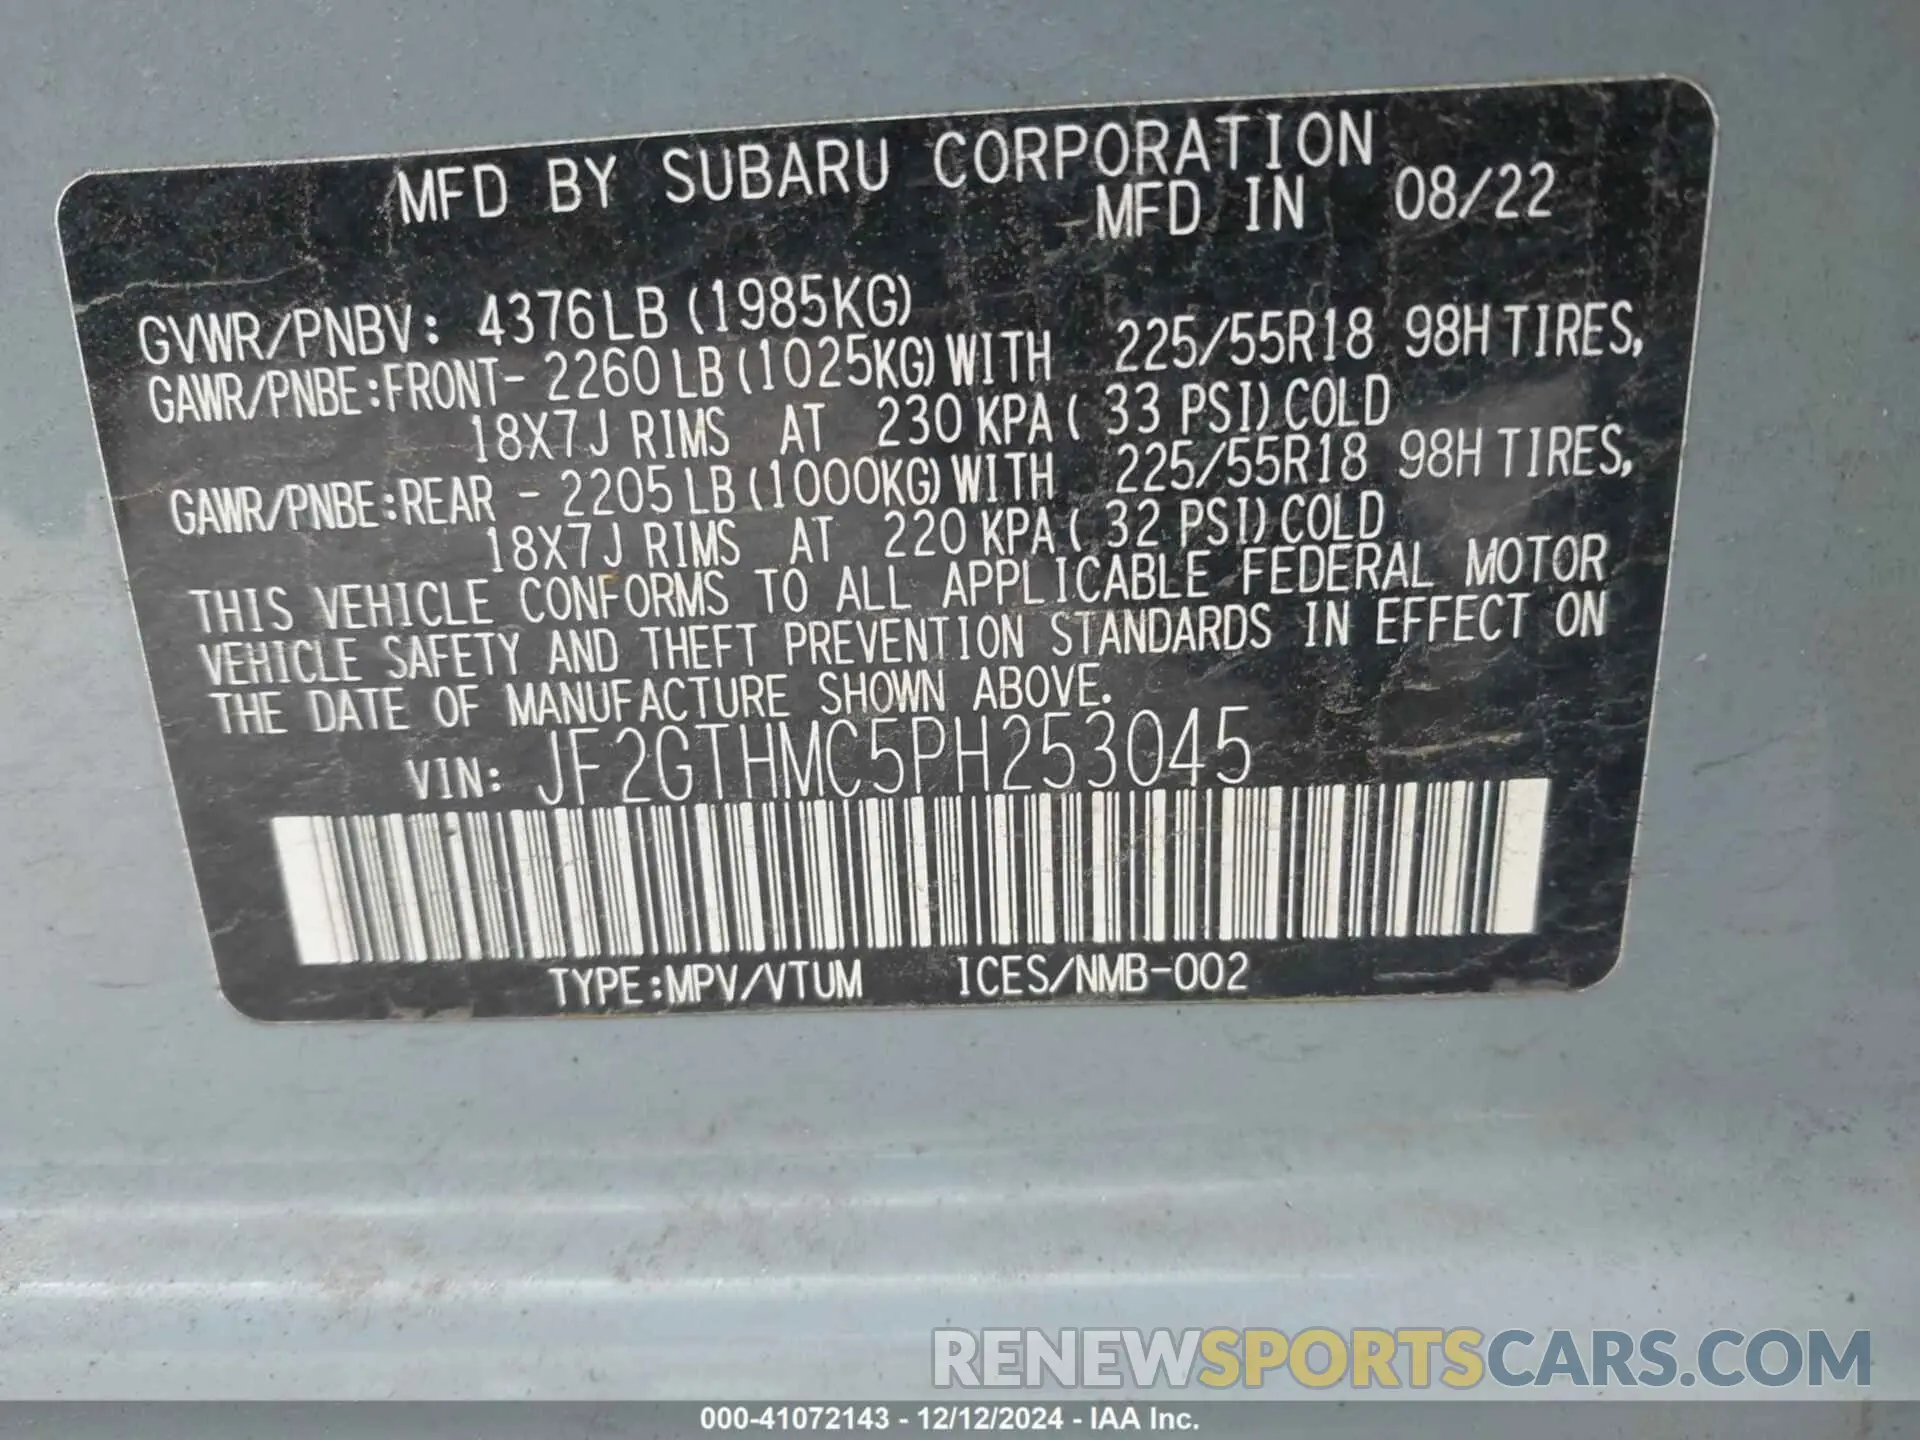 MFD BY SUBARU CORPORATION
MFD IN 08/22
GVWR/PNBV: 4376LB (1985KG)
GAWR/PNBE:FRONT- 2260LB(1025KG)WITH 225/55R18 98H TIRES,
18X7J RIMS AT 230 KPA( 33 PSI)COLD
GAWR/PNBE:REAR - 2205LB(1000KG)WITH 225/55R18 98H TIRES,
18X7J RIMS AT 220 KPA( 32 PSI)COLD
THIS VEHICLE CONFORMS TO ALL APPLICABLE FEDERAL MOTOR
VEHICLE SAFETY AND THEFT PREVENTION STANDARDS IN EFFECT ON
THE DATE OF MANUFACTURE SHOWN ABOVE.
VIN: JF2GTHMC5PH253045
TYPE:MPV/VTUM ICES/NMB-002
RENEWSPORTSCARS.COM
000-41072143 - 12/12/2024 - IAA Inc.